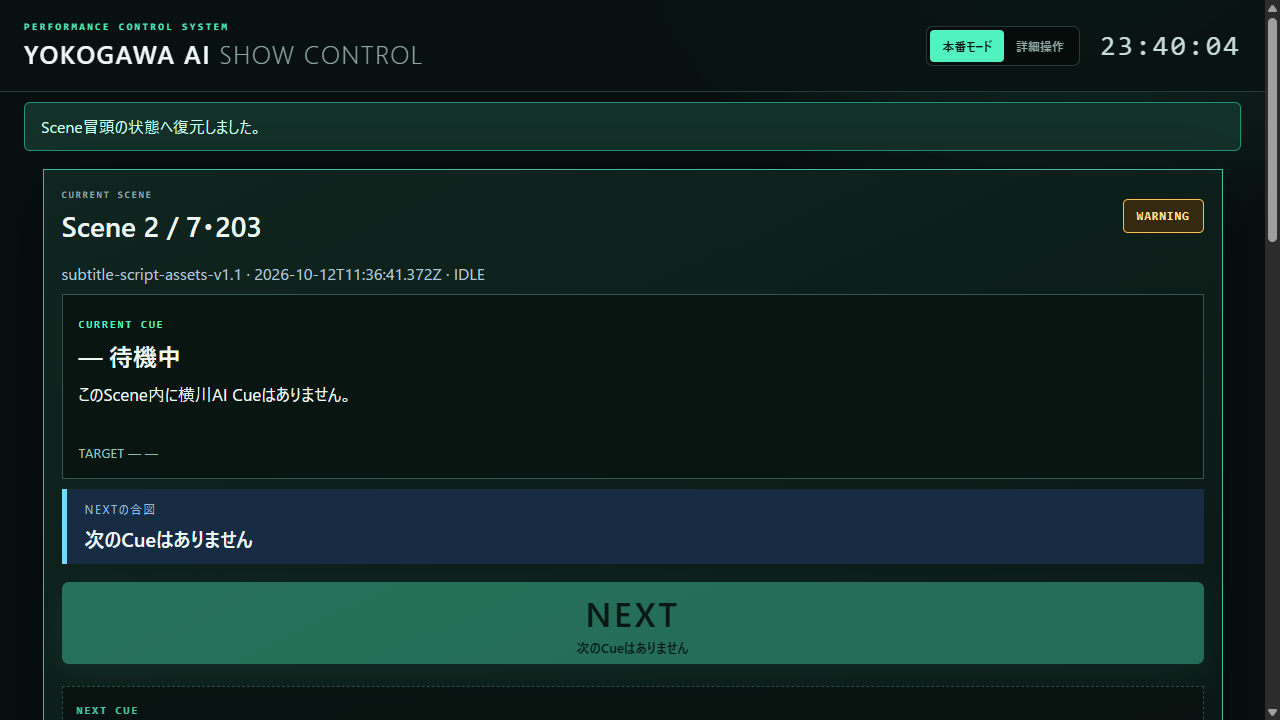 PERFORMANCE CONTROL SYSTEM
YOKOGAWA AI SHOW CONTROL
本番モード
詳細操作
23:40:04
Scene冒頭の状態へ復元しました。
CURRENT SCENE
Scene 2 / 7・203
WARNING
subtitle-script-assets-v1.1 · 2026-10-12T11:36:41.372Z · IDLE
CURRENT CUE
— 待機中
このScene内に横川AI Cueはありません。
TARGET — —
NEXTの合図
次のCueはありません
NEXT
次のCueはありません
NEXT CUE